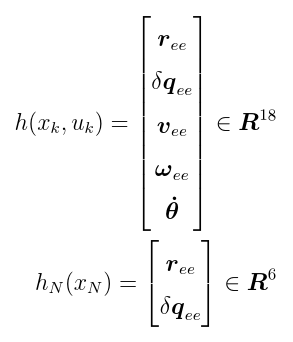 h(x_k, u_k) = [ r_ee
δq_ee
v_ee
ω_ee
θ̇ ] ∈ R^18
h_N(x_N) = [ r_ee
δq_ee ] ∈ R^6